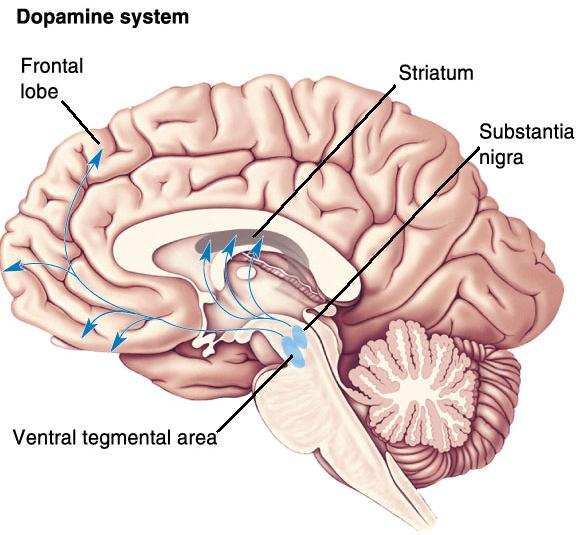 Dopamine system
Frontal
lobe
Striatum
Substantia
nigra
Ventral tegmental area